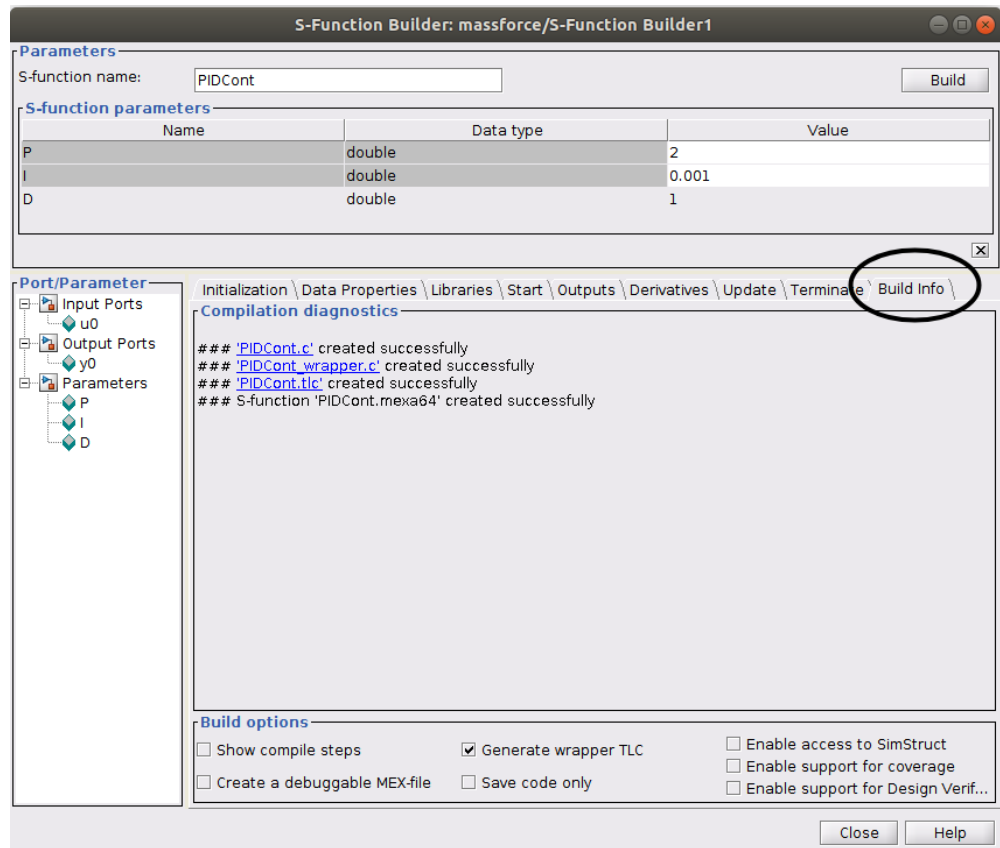 S-Function Builder: massforce/S-Function Builder1
Parameters
S-function name: PIDCont Build
S-function parameters
Name Data type Value
P double 2
I double 0.001
D double 1
Port/Parameter
Input Ports
u0
Output Ports
y0
Parameters
P
I
D
Initialization Data Properties Libraries Start Outputs Derivatives Update Terminate Build Info
Compilation diagnostics
### 'PIDCont.c' created successfully
### 'PIDCont_wrapper.c' created successfully
### 'PIDCont.tlc' created successfully
### S-function 'PIDCont.mexa64' created successfully
Build options
Show compile steps Generate wrapper TLC Enable access to SimStruct
Enable support for coverage
Create a debuggable MEX-file Save code only
Enable support for Design Verif...
Close Help